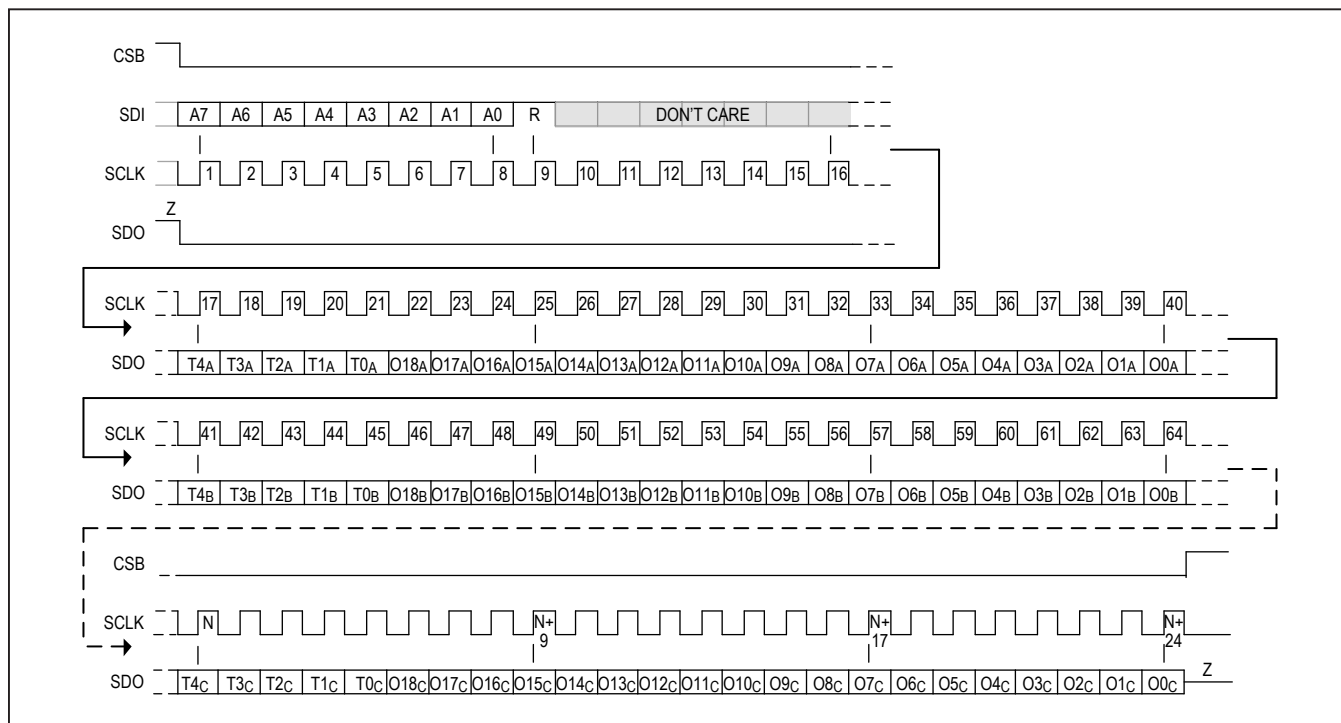 CSB
SDI A7 A6 A5 A4 A3 A2 A1 A0 R DON'T CARE
SCLK 1 2 3 4 5 6 7 8 9 10 11 12 13 14 15 16
Z
SDO
SCLK 17 18 19 20 21 22 23 24 25 26 27 28 29 30 31 32 33 34 35 36 37 38 39 40
SDO T4A T3A T2A T1A T0A O18A O17A O16A O15A O14A O13A O12A O11A O10A O9A O8A O7A O6A O5A O4A O3A O2A O1A O0A
SCLK 41 42 43 44 45 46 47 48 49 50 51 52 53 54 55 56 57 58 59 60 61 62 63 64
SDO T4B T3B T2B T1B T0B O18B O17B O16B O15B O14B O13B O12B O11B O10B O9B O8B O7B O6B O5B O4B O3B O2B O1B O0B
CSB
SCLK N N+ N+ N+
9 17 24
SDO T4C T3C T2C T1C T0C O18C O17C O16C O15C O14C O13C O12C O11C O10C O9C O8C O7C O6C O5C O4C O3C O2C O1C O0C Z